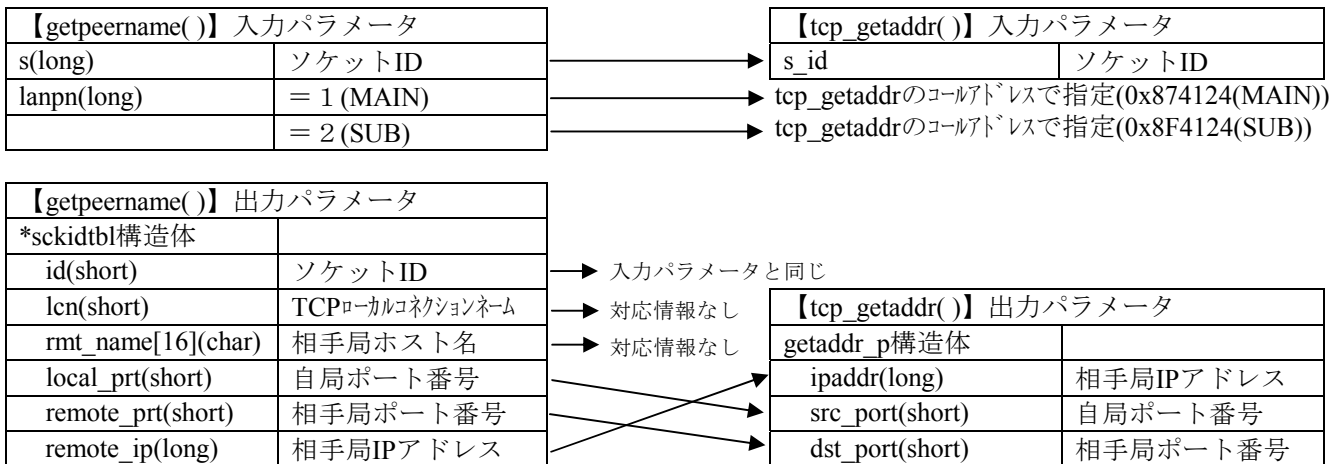 【getpeername( )】入力パラメータ
s(long) ソケットID
lanpn(long) ＝１(MAIN)
＝２(SUB)
【tcp_getaddr( )】入力パラメータ
s_id ソケットID
tcp_getaddrのｺｰﾙｱﾄﾞﾚｽで指定(0x874124(MAIN))
tcp_getaddrのｺｰﾙｱﾄﾞﾚｽで指定(0x8F4124(SUB))
【getpeername( )】出力パラメータ
*sckidtbl構造体
id(short) ソケットID 入力パラメータと同じ
lcn(short) TCPﾛｰｶﾙｺﾈｸｼｮﾝﾈｰﾑ 対応情報なし
rmt_name[16](char) 相手局ホスト名 対応情報なし
local_prt(short) 自局ポート番号
remote_prt(short) 相手局ポート番号
remote_ip(long) 相手局IPアドレス
【tcp_getaddr( )】出力パラメータ
getaddr_p構造体
ipaddr(long) 相手局IPアドレス
src_port(short) 自局ポート番号
dst_port(short) 相手局ポート番号